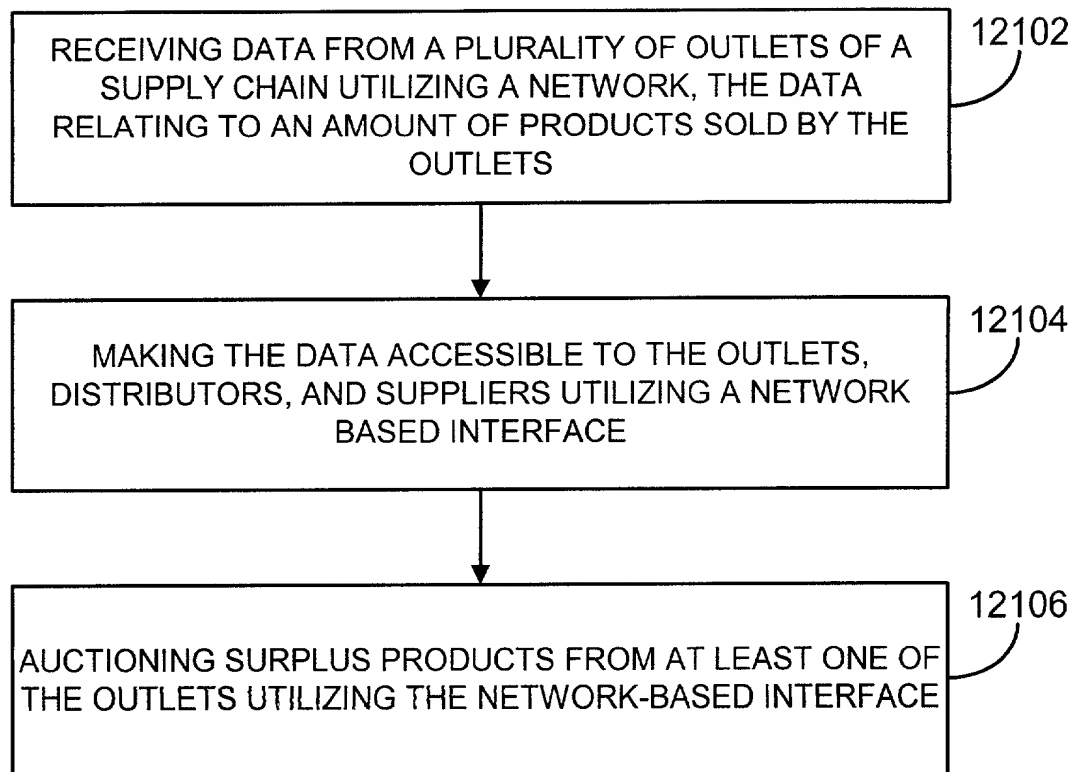 RECEIVING DATA FROM A PLURALITY OF OUTLETS OF A
SUPPLY CHAIN UTILIZING A NETWORK, THE DATA
RELATING TO AN AMOUNT OF PRODUCTS SOLD BY THE
OUTLETS
12102
MAKING THE DATA ACCESSIBLE TO THE OUTLETS,
DISTRIBUTORS, AND SUPPLIERS UTILIZING A NETWORK
BASED INTERFACE
12104
AUCTIONING SURPLUS PRODUCTS FROM AT LEAST ONE OF
THE OUTLETS UTILIZING THE NETWORK-BASED INTERFACE
12106